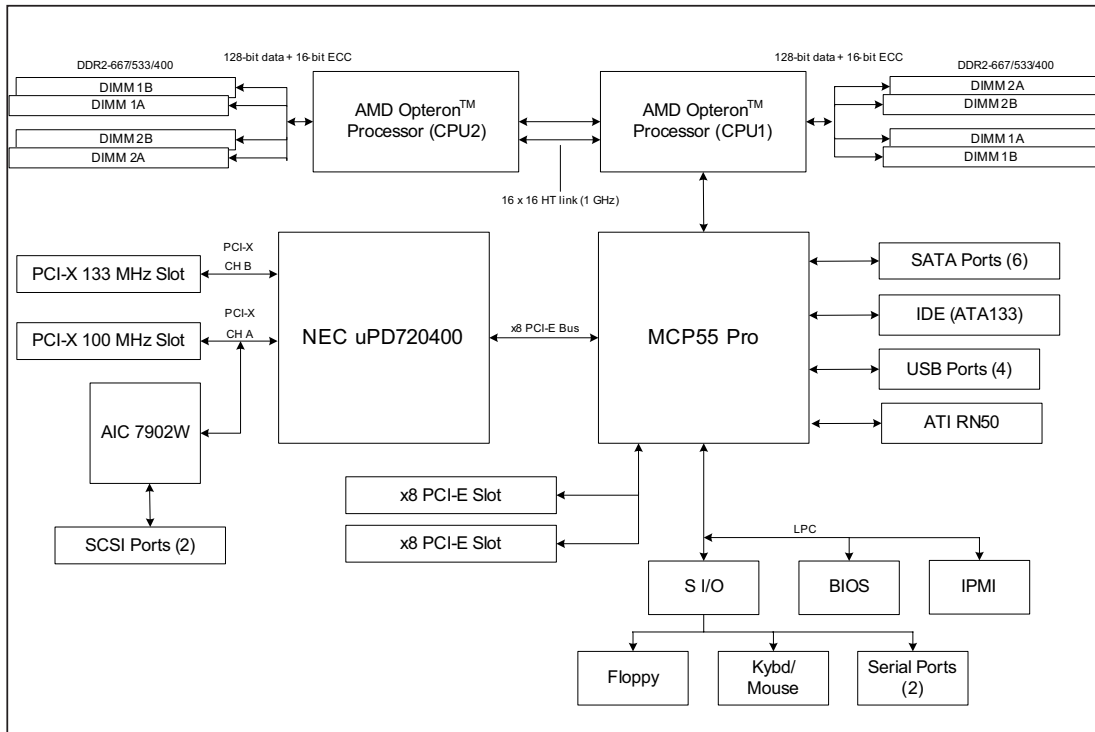 128-bit data + 16-bit ECC
128-bit data + 16-bit ECC
DDR2-667/533/400
DDR2-667/533/400
DIMM 1B
DIMM 1A
DIMM 2B
DIMM 2A
AMD Opteron™
Processor (CPU2)
AMD Opteron™
Processor (CPU1)
DIMM 2A
DIMM 2B
DIMM 1A
DIMM 1B
16 x 16 HT link (1 GHz)
PCI-X
CH B
PCI-X 133 MHz Slot
PCI-X
CH A
PCI-X 100 MHz Slot
NEC uPD720400
x8 PCI-E Bus
MCP55 Pro
SATA Ports (6)
IDE (ATA133)
USB Ports (4)
ATI RN50
AIC 7902W
SCSI Ports (2)
x8 PCI-E Slot
x8 PCI-E Slot
LPC
S I/O
BIOS
IPMI
Floppy
Kybd/
Mouse
Serial Ports
(2)